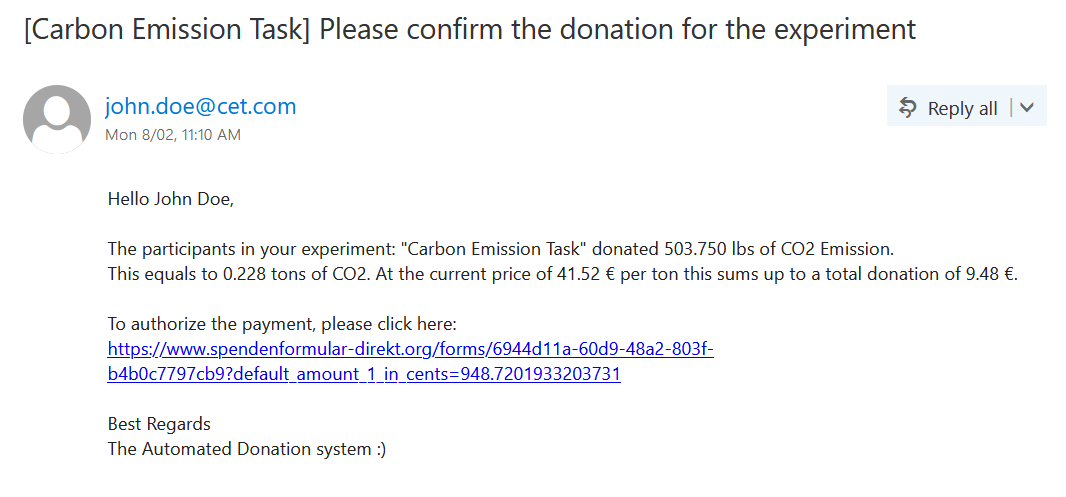 [Carbon Emission Task] Please confirm the donation for the experiment
john.doe@cet.com
Reply all
Mon 8/02, 11:10 AM
Hello John Doe,
The participants in your experiment: "Carbon Emission Task" donated 503.750 lbs of CO2 Emission.
This equals to 0.228 tons of CO2. At the current price of 41.52 € per ton this sums up to a total donation of 9.48 €.
To authorize the payment, please click here:
https://www.spendenformular-direkt.org/forms/6944d11a-60d9-48a2-803f-
b4b0c7797cb9?default_amount_1_in_cents=948.7201933203731
Best Regards
The Automated Donation system :)